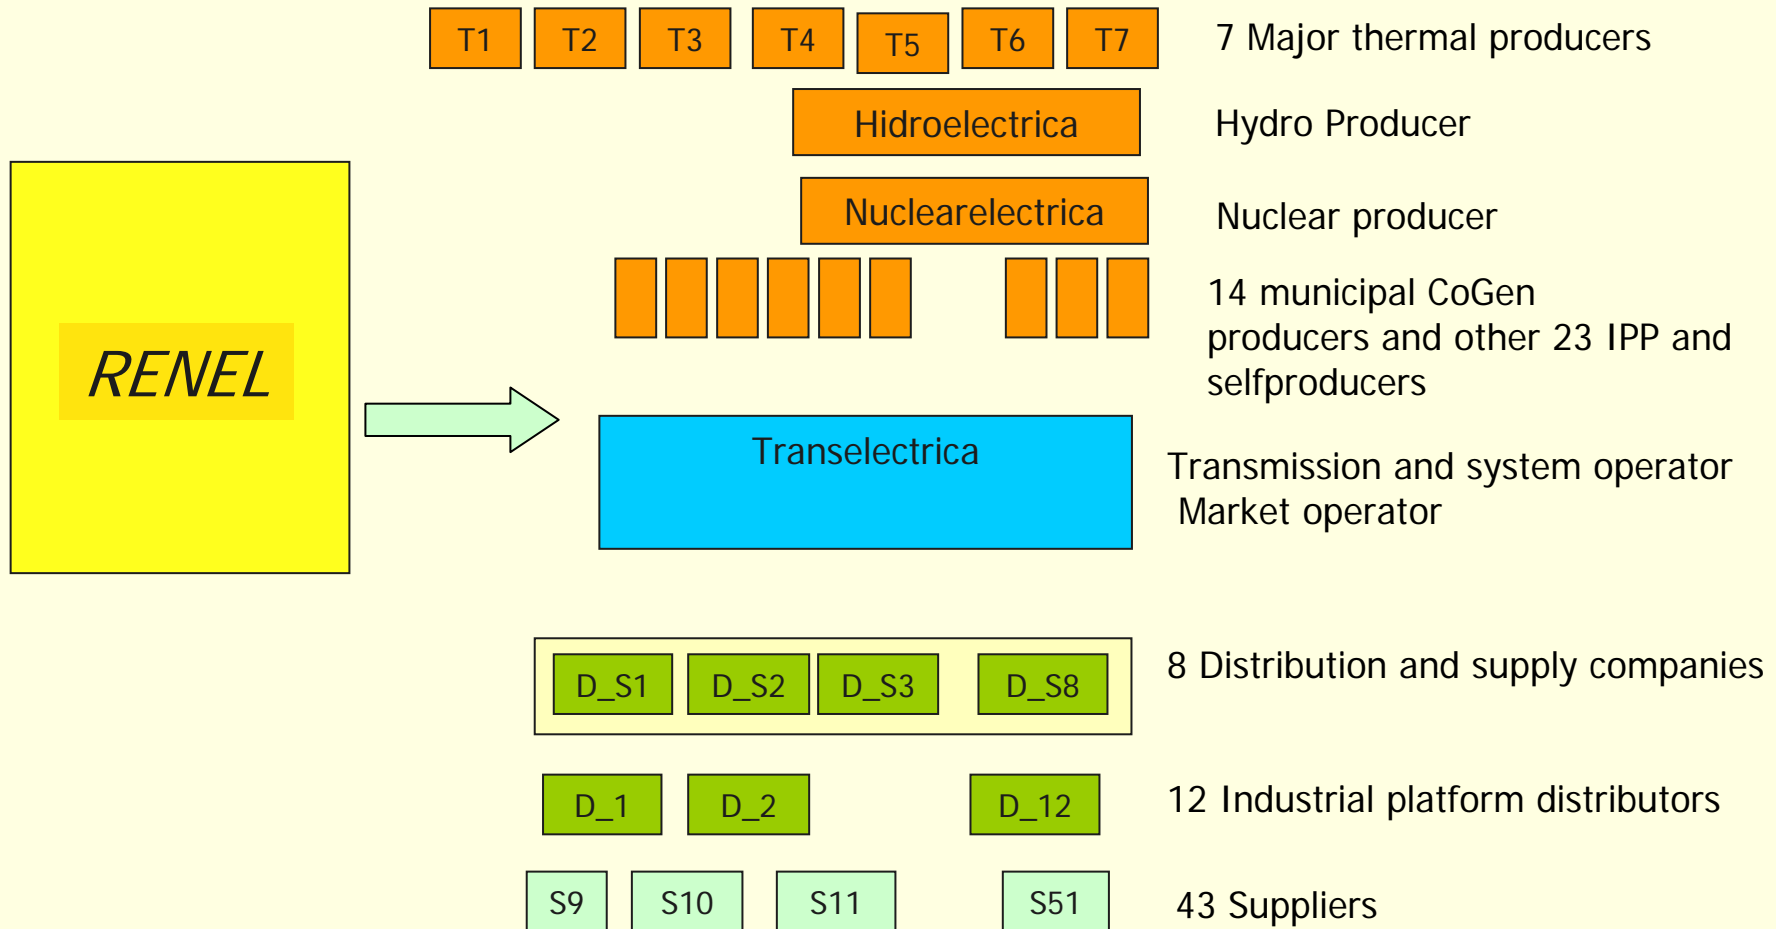 T1 T2 T3 T4 T5 T6 T7 7 Major thermal producers
Hidroelectrica Hydro Producer
Nuclearelectrica Nuclear producer
14 municipal CoGen
producers and other 23 IPP and
selfproducers
RENEL
Transelectrica
Transmission and system operator
Market operator
D_S1 D_S2 D_S3 D_S8 8 Distribution and supply companies
D_1 D_2 D_12 12 Industrial platform distributors
S9 S10 S11 S51 43 Suppliers